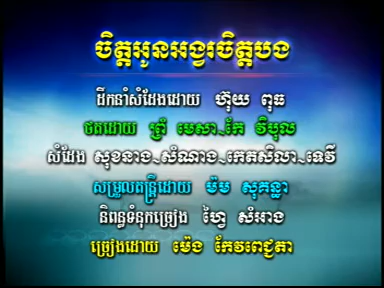 ចិត្តអូនអង្វរចិត្តបង
ដឹកនាំសំដែងដោយ ហ៊ុយ ពុធ
ថតដោយ ព្រំ មេសា~កែ វិបុល
សំដែង សុខនាង~សំណាង~កេតសិលា~ទេវី
សម្រួលតន្ត្រីដោយ ម៉ម សុគន្ធា
និពន្ធទំនុកច្រៀង ហ្វៃ សំអាង
ច្រៀងដោយ ម៉េង កែវពេជ្ជតា